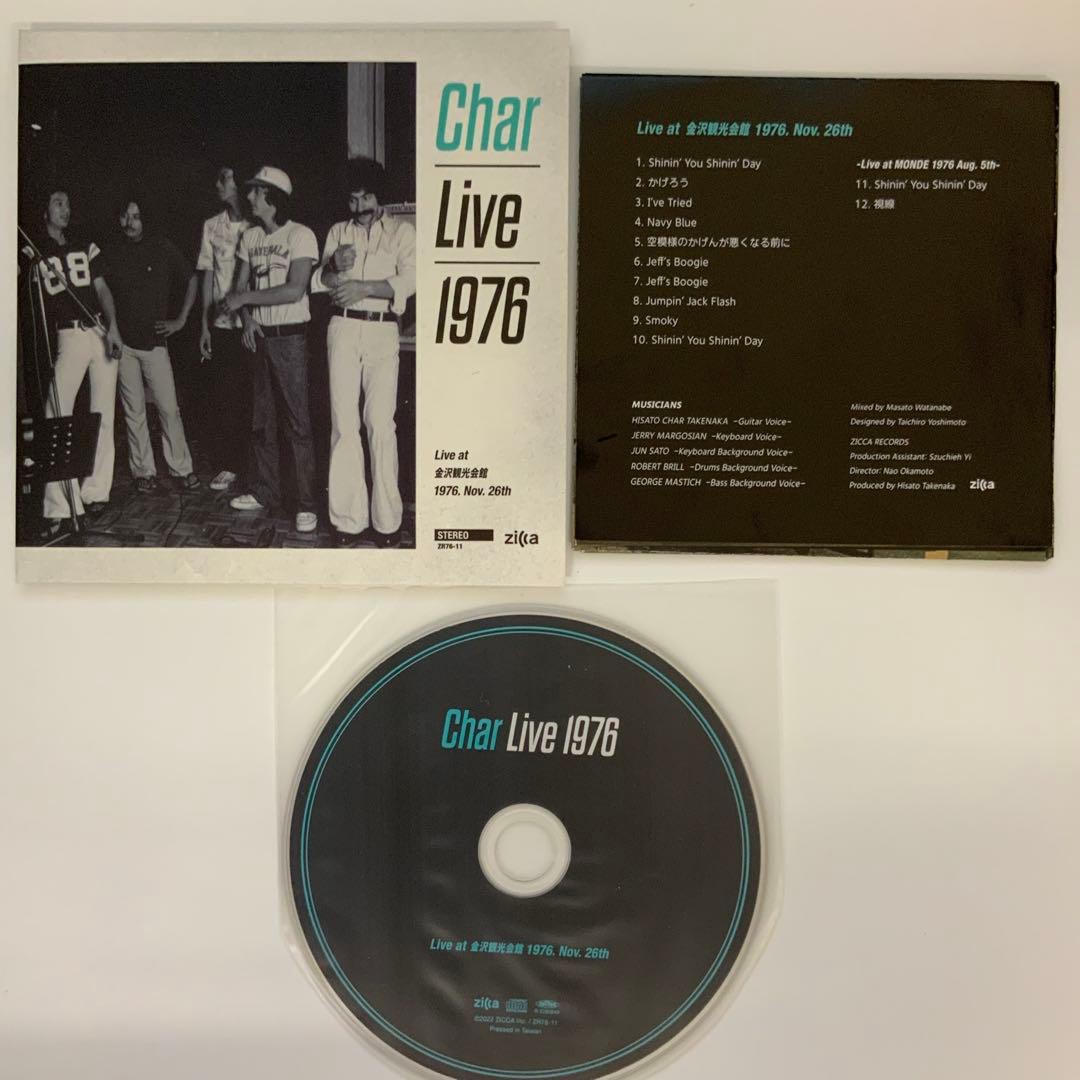 Char
Live
1976
88
Live at
金沢観光会館
1976. Nov. 26th
STEREO
ZR76-11
zicca
Live at 金沢観光会館 1976. Nov. 26th
1. Shinin' You Shinin' Day
2. かげろう
3. I've Tried
4. Navy Blue
5. 空模様のかげんが悪くなる前に
6. Jeff's Boogie
7. Jeff's Boogie
8. Jumpin' Jack Flash
9. Smoky
10. Shinin' You Shinin' Day
-Live at MONDE 1976 Aug. 5th-
11. Shinin' You Shinin' Day
12. 視線
MUSICIANS
HISATO CHAR TAKENAKA -Guitar Voice-
JERRY MARGOSIAN -Keyboard Voice-
JUN SATO -Keyboard Background Voice-
ROBERT BRILL -Drums Background Voice-
GEORGE MASTICH -Bass Background Voice-
Mixed by Masato Watanabe
Designed by Taichiro Yoshimoto
ZICCA RECORDS
Production Assistant: Szuchieh Yi
Director: Nao Okamoto
Produced by Hisato Takenaka zicca
Char Live 1976
Live at 金沢観光会館 1976. Nov. 26th
zicca
©2022 ZICCA Inc. / ZR76-11
Pressed in Taiwan